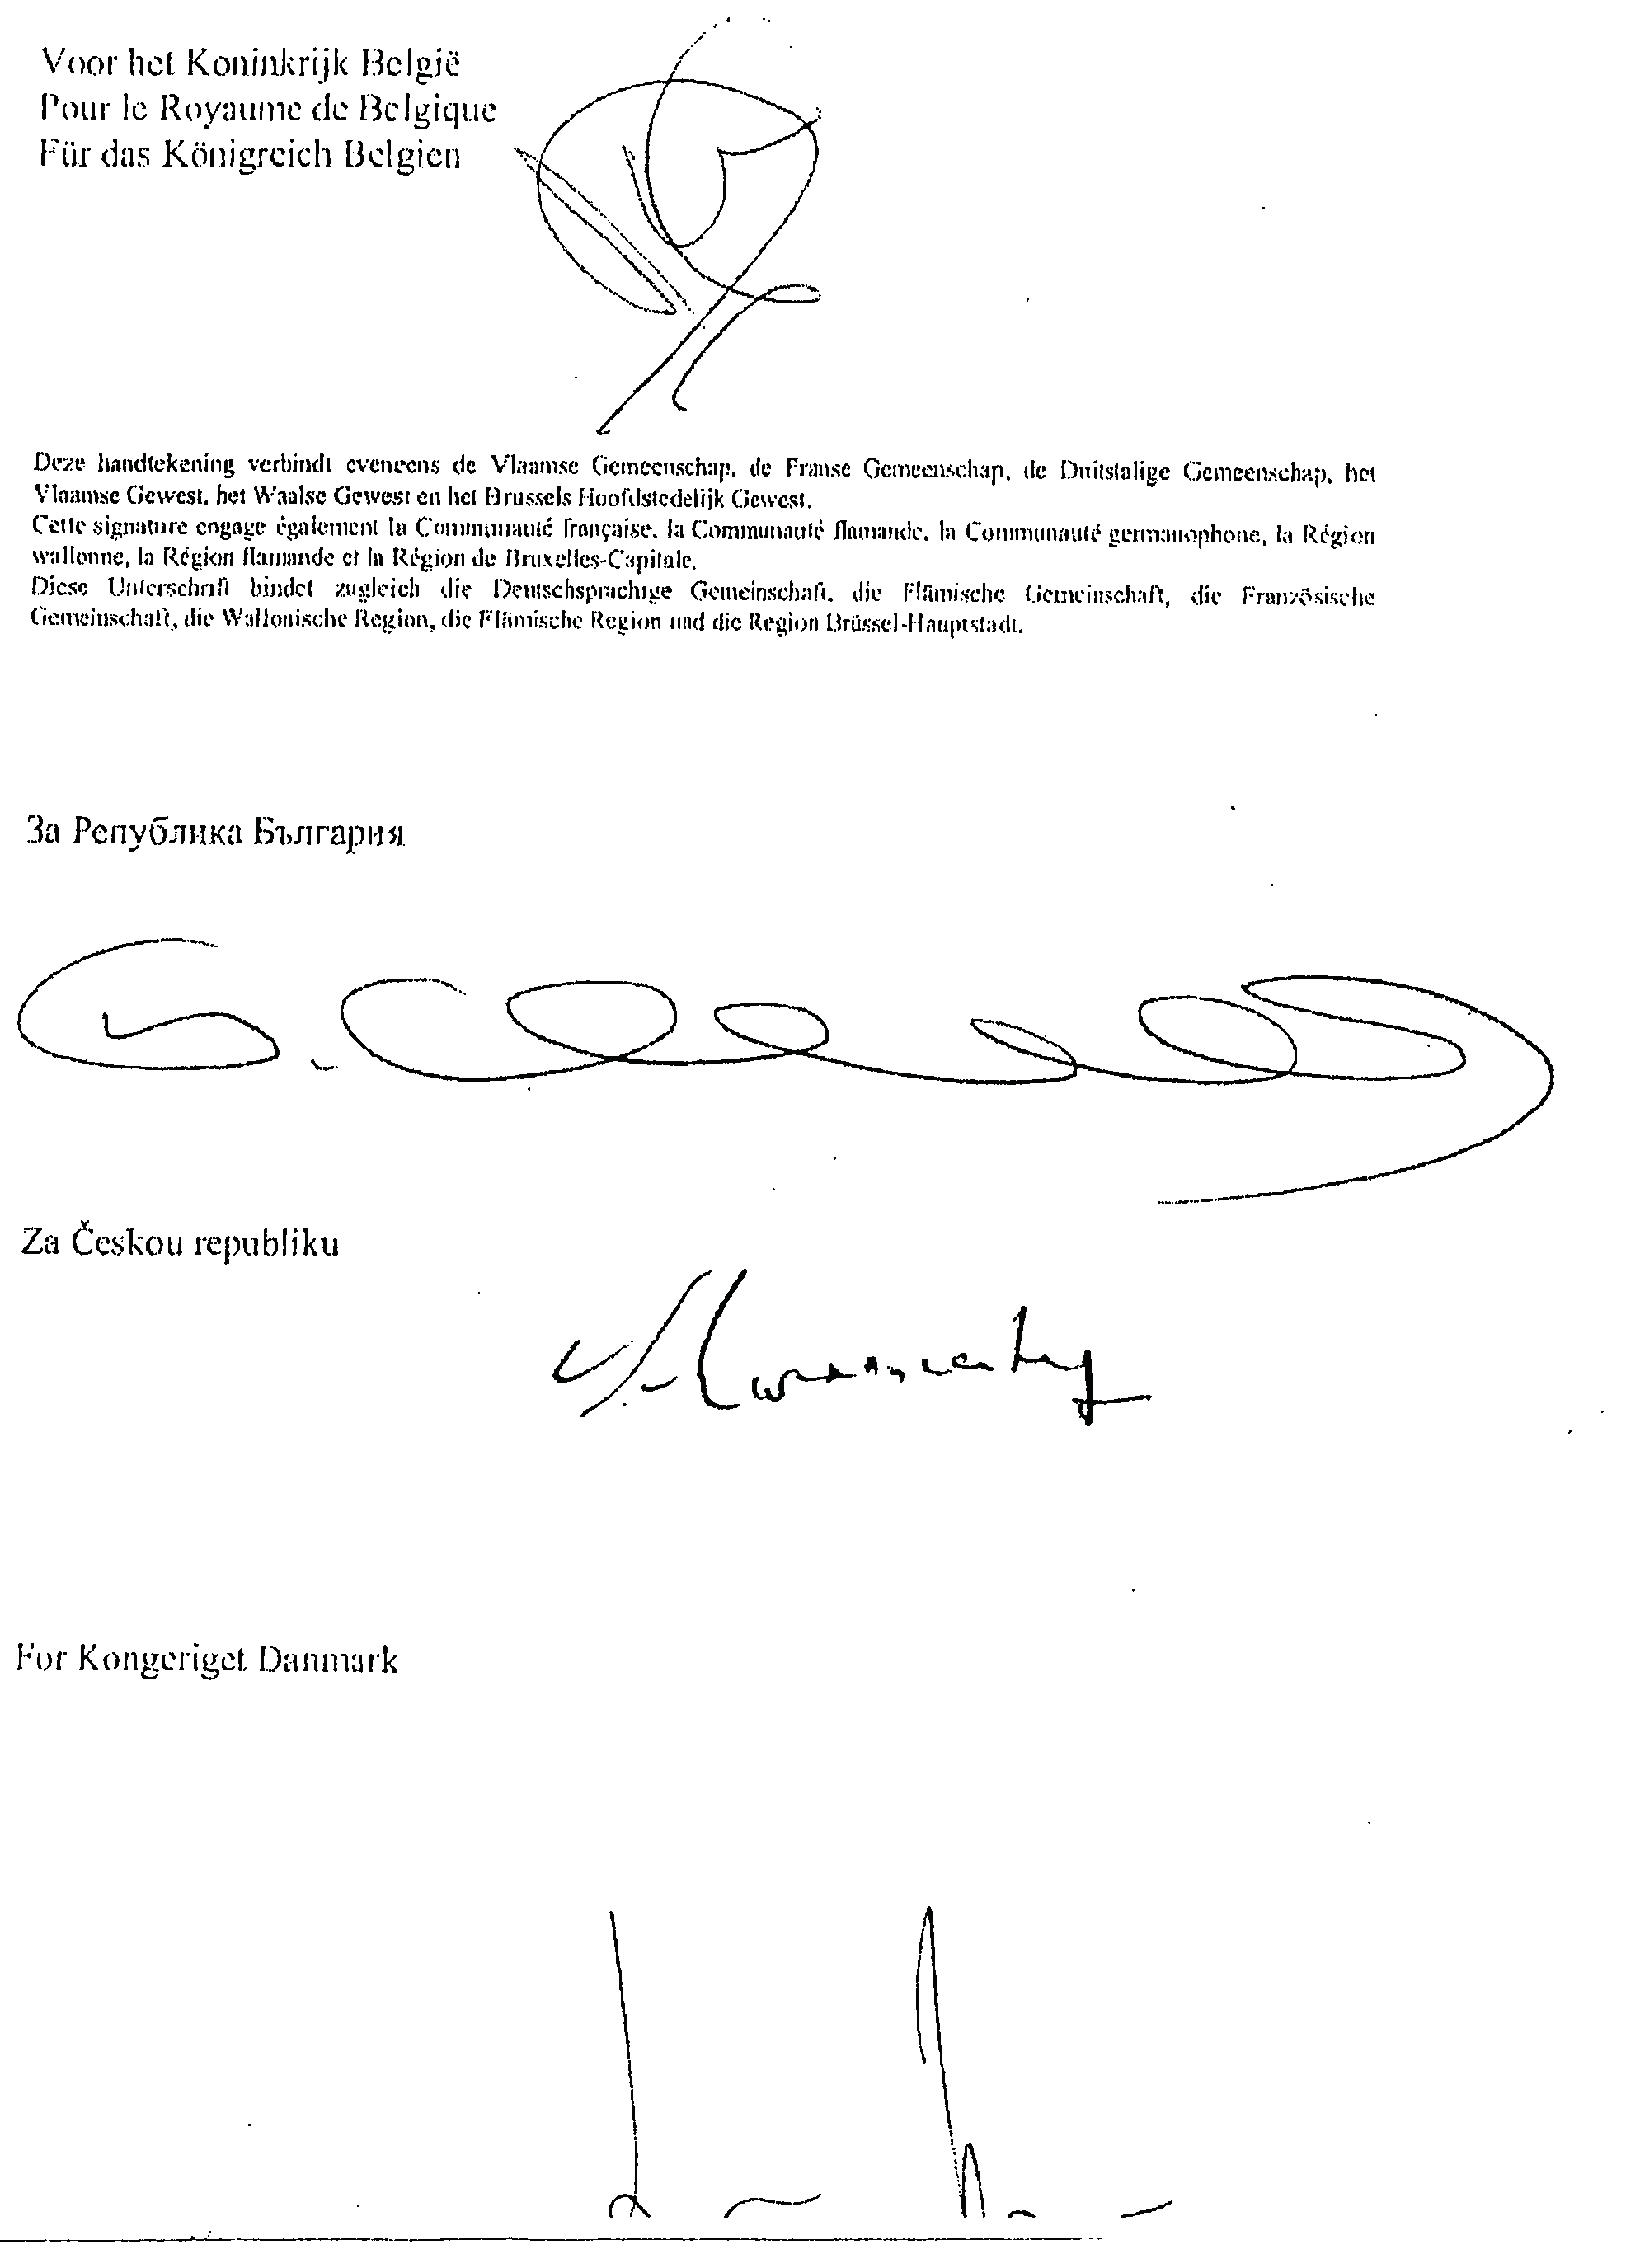 Voor het Koninkrijk België
Pour le Royaume de Belgique
Für das Königreich Belgien
Deze handtekening verbindt eveneens de Vlaamse Gemeenschap, de Franse Gemeenschap, de Duitstalige Gemeenschap, het
Vlaamse Gewest, het Waalse Gewest en het Brussels Hoofdstedelijk Gewest.
Cette signature engage également la Communauté française, la Communauté flamande, la Communauté germanophone, la Région
wallonne, la Région flamande et la Région de Bruxelles-Capitale.
Diese Unterschrift bindet zugleich die Deutschsprachige Gemeinschaft, die Flämische Gemeinschaft, die Französische
Gemeinschaft, die Wallonische Region, die Flämische Region und die Region Brüssel-Hauptstadt.
За Република България
Za Českou republiku
For Kongeriget Danmark